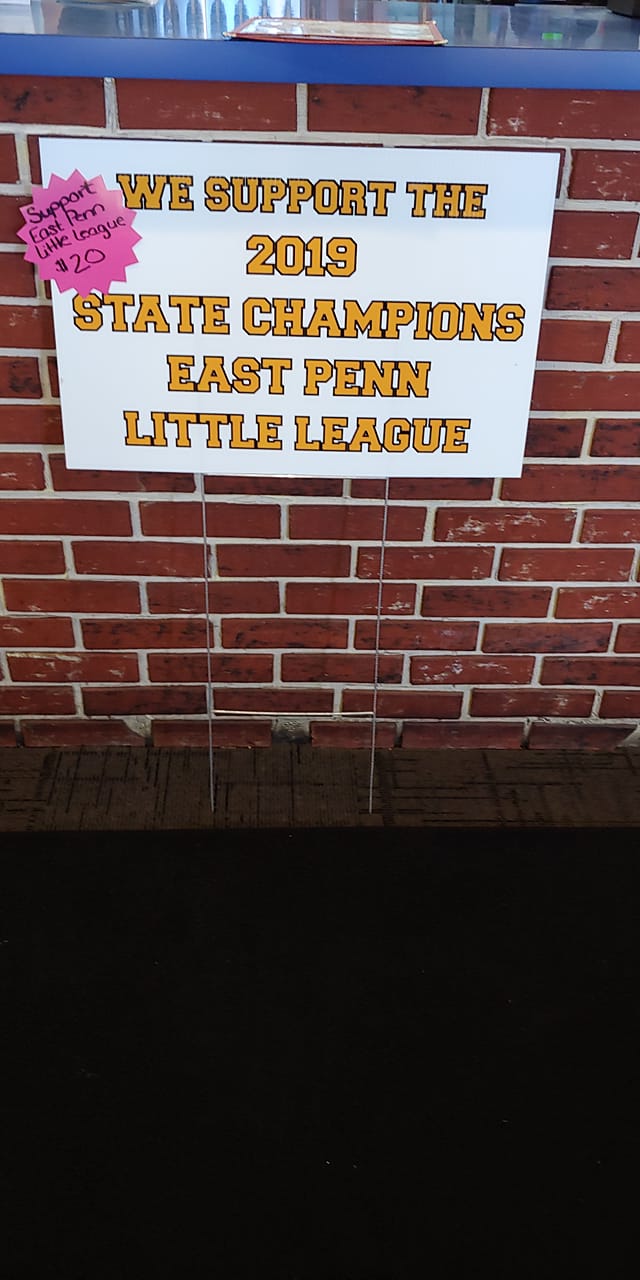 WE SUPPORT THE
2019
STATE CHAMPIONS
EAST PENN
LITTLE LEAGUE
Support
East Penn
Little League
$20